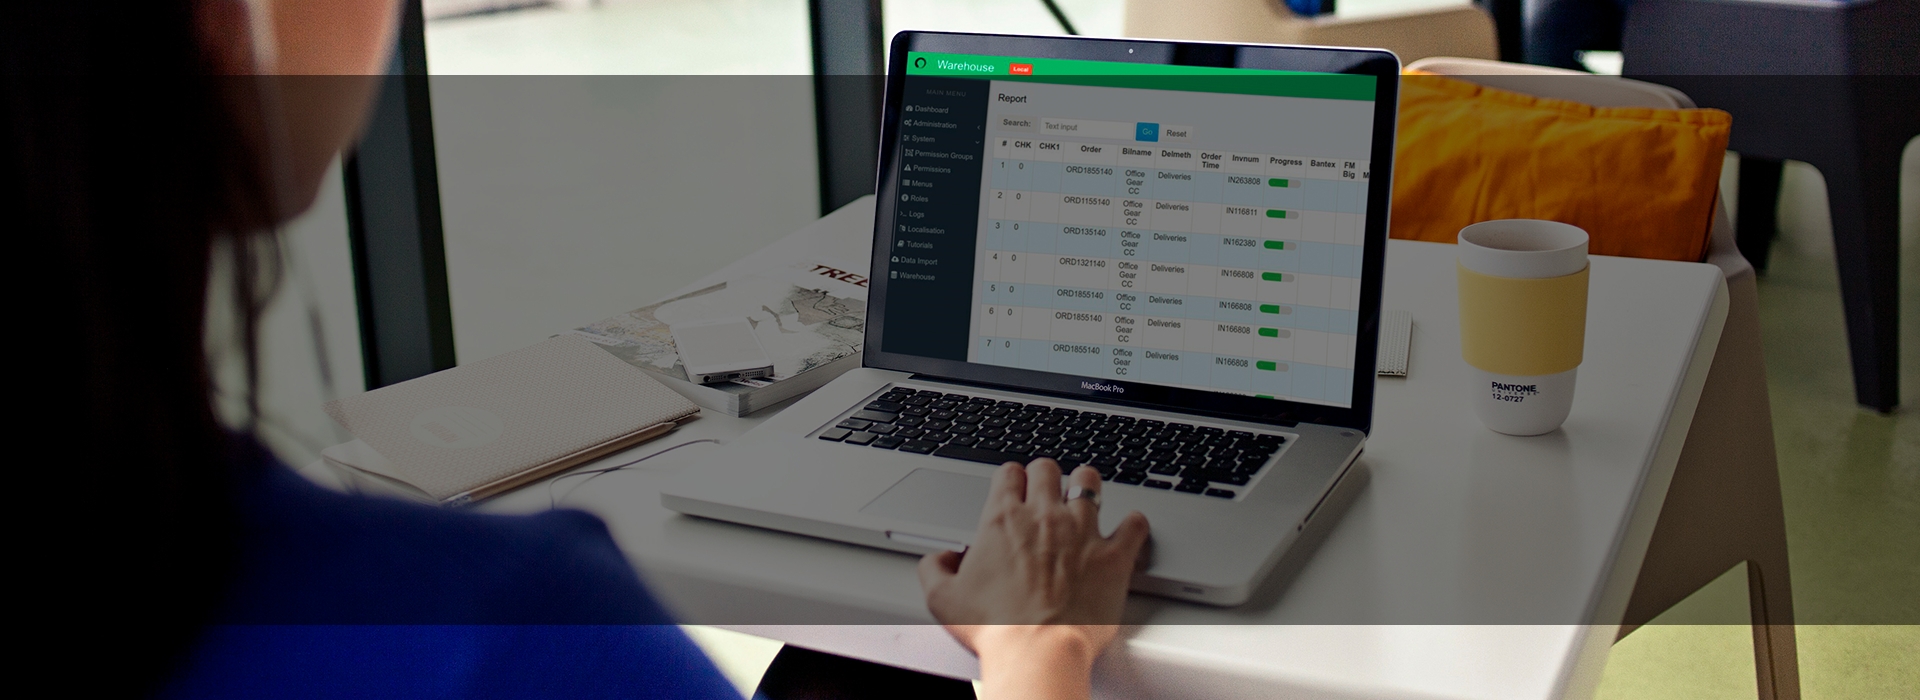 Warehouse Local
MAIN MENU
Dashboard
Administration
System
Permission Groups
Permissions
Menus
Roles
Logs
Localisation
Tutorials
Data Import
Warehouse
Report
Search: Text input Go Reset
# CHK CHK1 Order Bilname Delmeth Order Time Invnum Progress Bantex FM Big M
1 0 ORD1855140 Office Gear CC Deliveries IN263808
2 0 ORD1155140 Office Gear CC Deliveries IN116811
3 0 ORD135140 Office Gear CC Deliveries IN162380
4 0 ORD1321140 Office Gear CC Deliveries IN166808
5 0 ORD1855140 Office CC Deliveries IN166808
6 0 ORD1855140 Office Gear CC Deliveries IN166808
7 0 ORD1855140 Office Gear CC Deliveries IN166808
MacBook Pro
TREE
PANTONE
UNIVERSE
12-0727